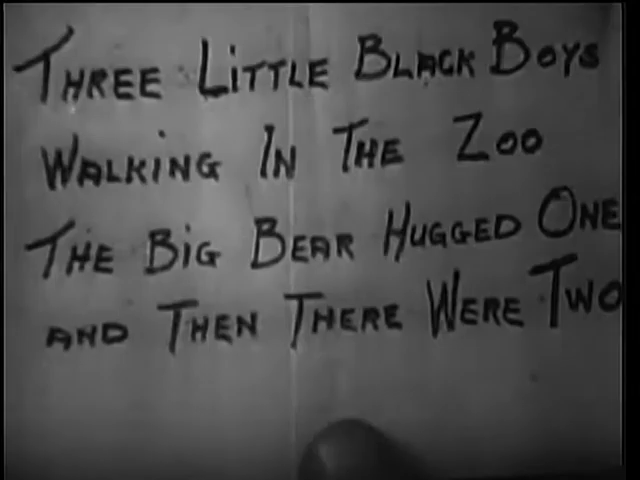 THREE LiTTLE BLACK BOYS
WALKiNG IN THE ZOO
THE BiG BEAR HUGGED ONE
AND THEN THERE WERE TWO